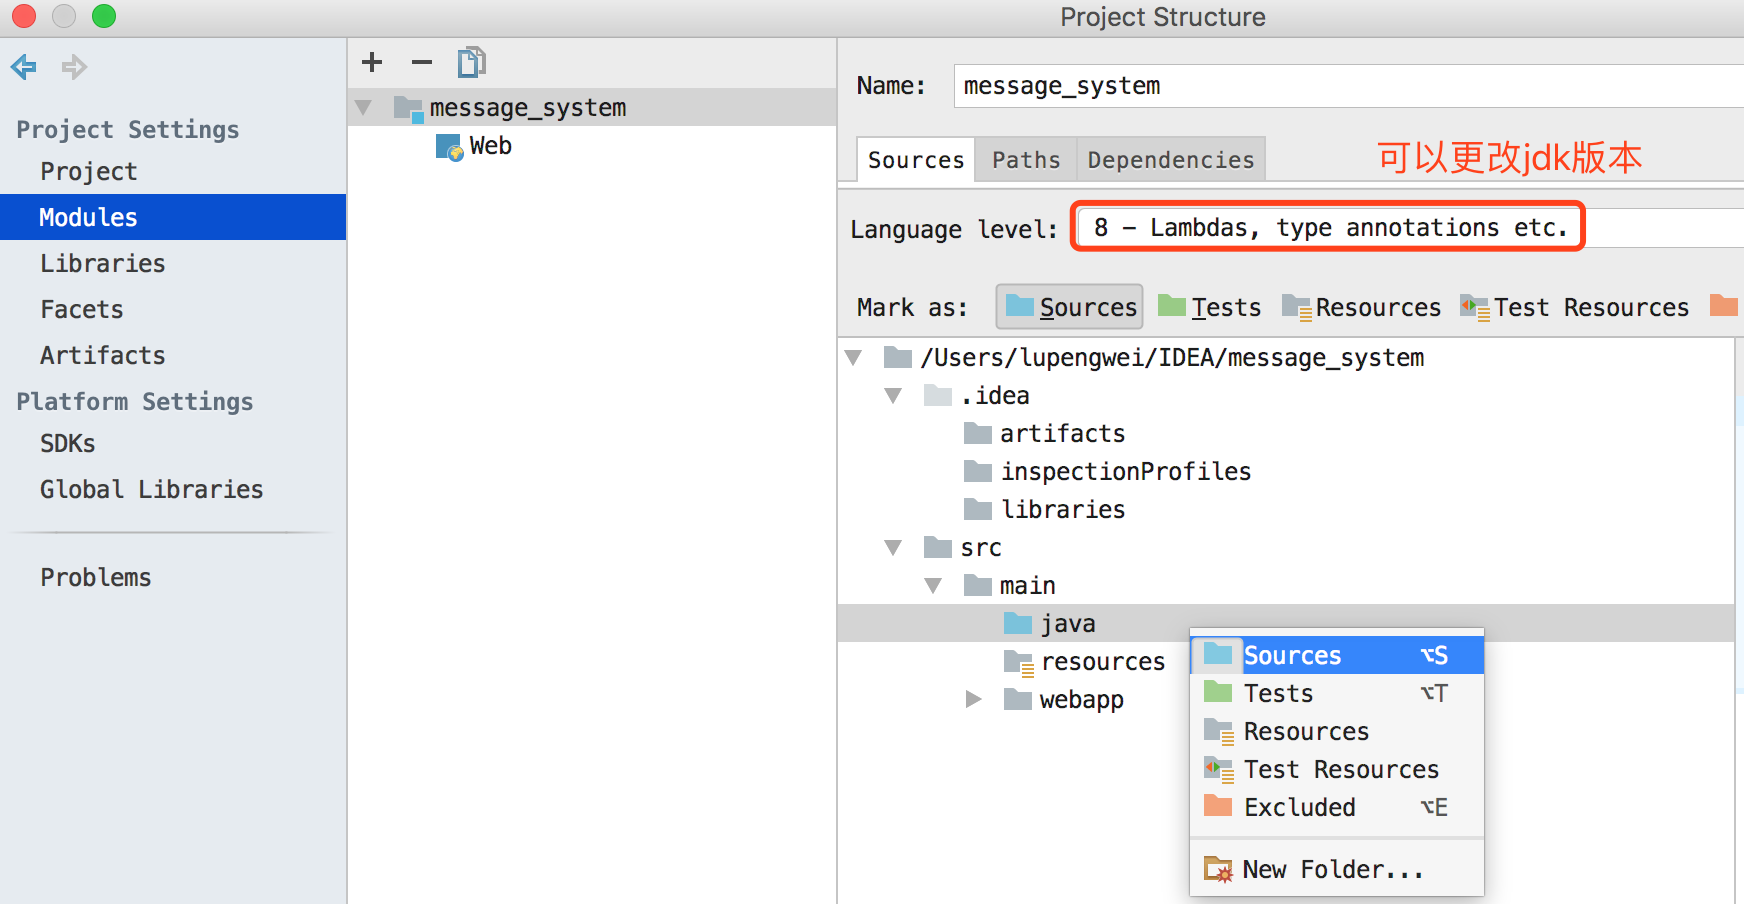 Project Structure
Project Settings
Project
Modules
Libraries
Facets
Artifacts
Platform Settings
SDKs
Global Libraries
Problems
message_system
Web
Name: message_system
Sources Paths Dependencies
可以更改jdk版本
Language level: 8 – Lambdas, type annotations etc.
Mark as: Sources Tests Resources Test Resources
/Users/lupengwei/IDEA/message_system
.idea
artifacts
inspectionProfiles
libraries
src
main
java
resources
webapp
Sources ⌥S
Tests ⌥T
Resources
Test Resources
Excluded ⌥E
New Folder...